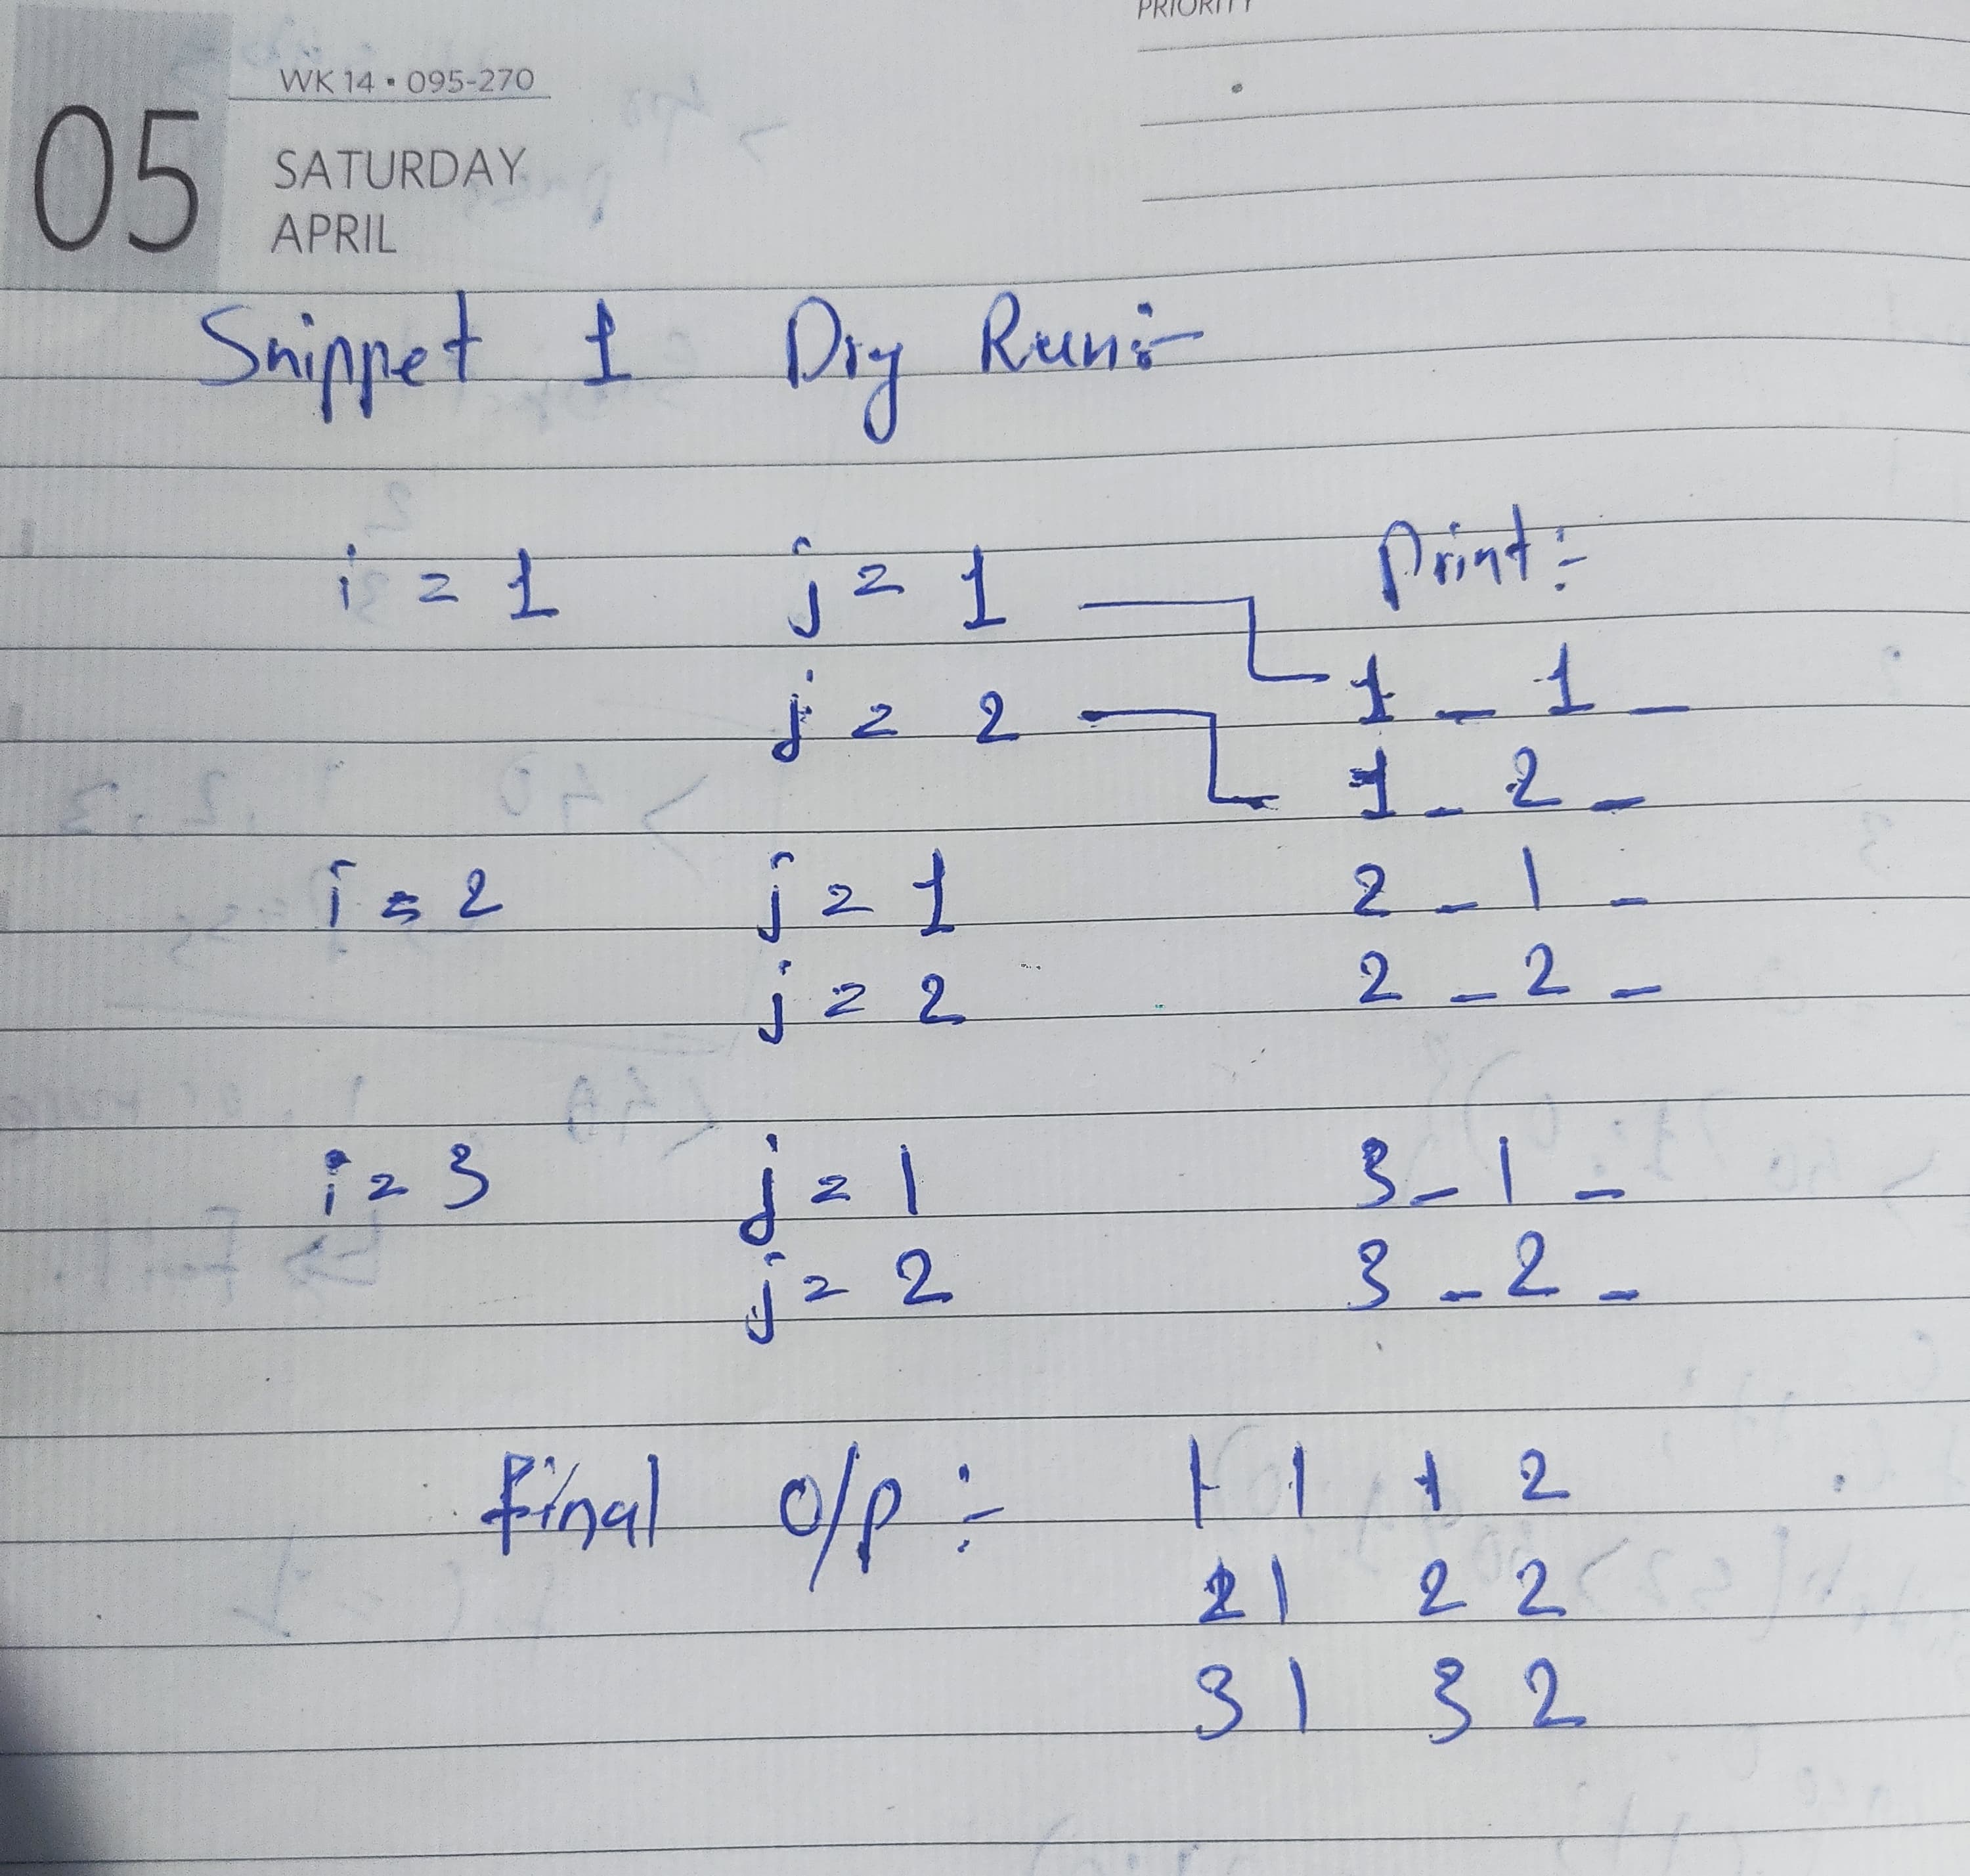 PRIORITY
WK 14 • 095-270
05
SATURDAY
APRIL
Snippet 1 Dry Run:-
Print:-
i = 1 j = 1
1 _ 1 _
j = 2
1 _ 2 _
i = 2 j = 1 2 _ 1 _
j = 2 2 _ 2 _
i = 3 j = 1 3 _ 1 _
j = 2 3 _ 2 _
Final O/P :- 1 1 1 2
2 1 2 2
3 1 3 2